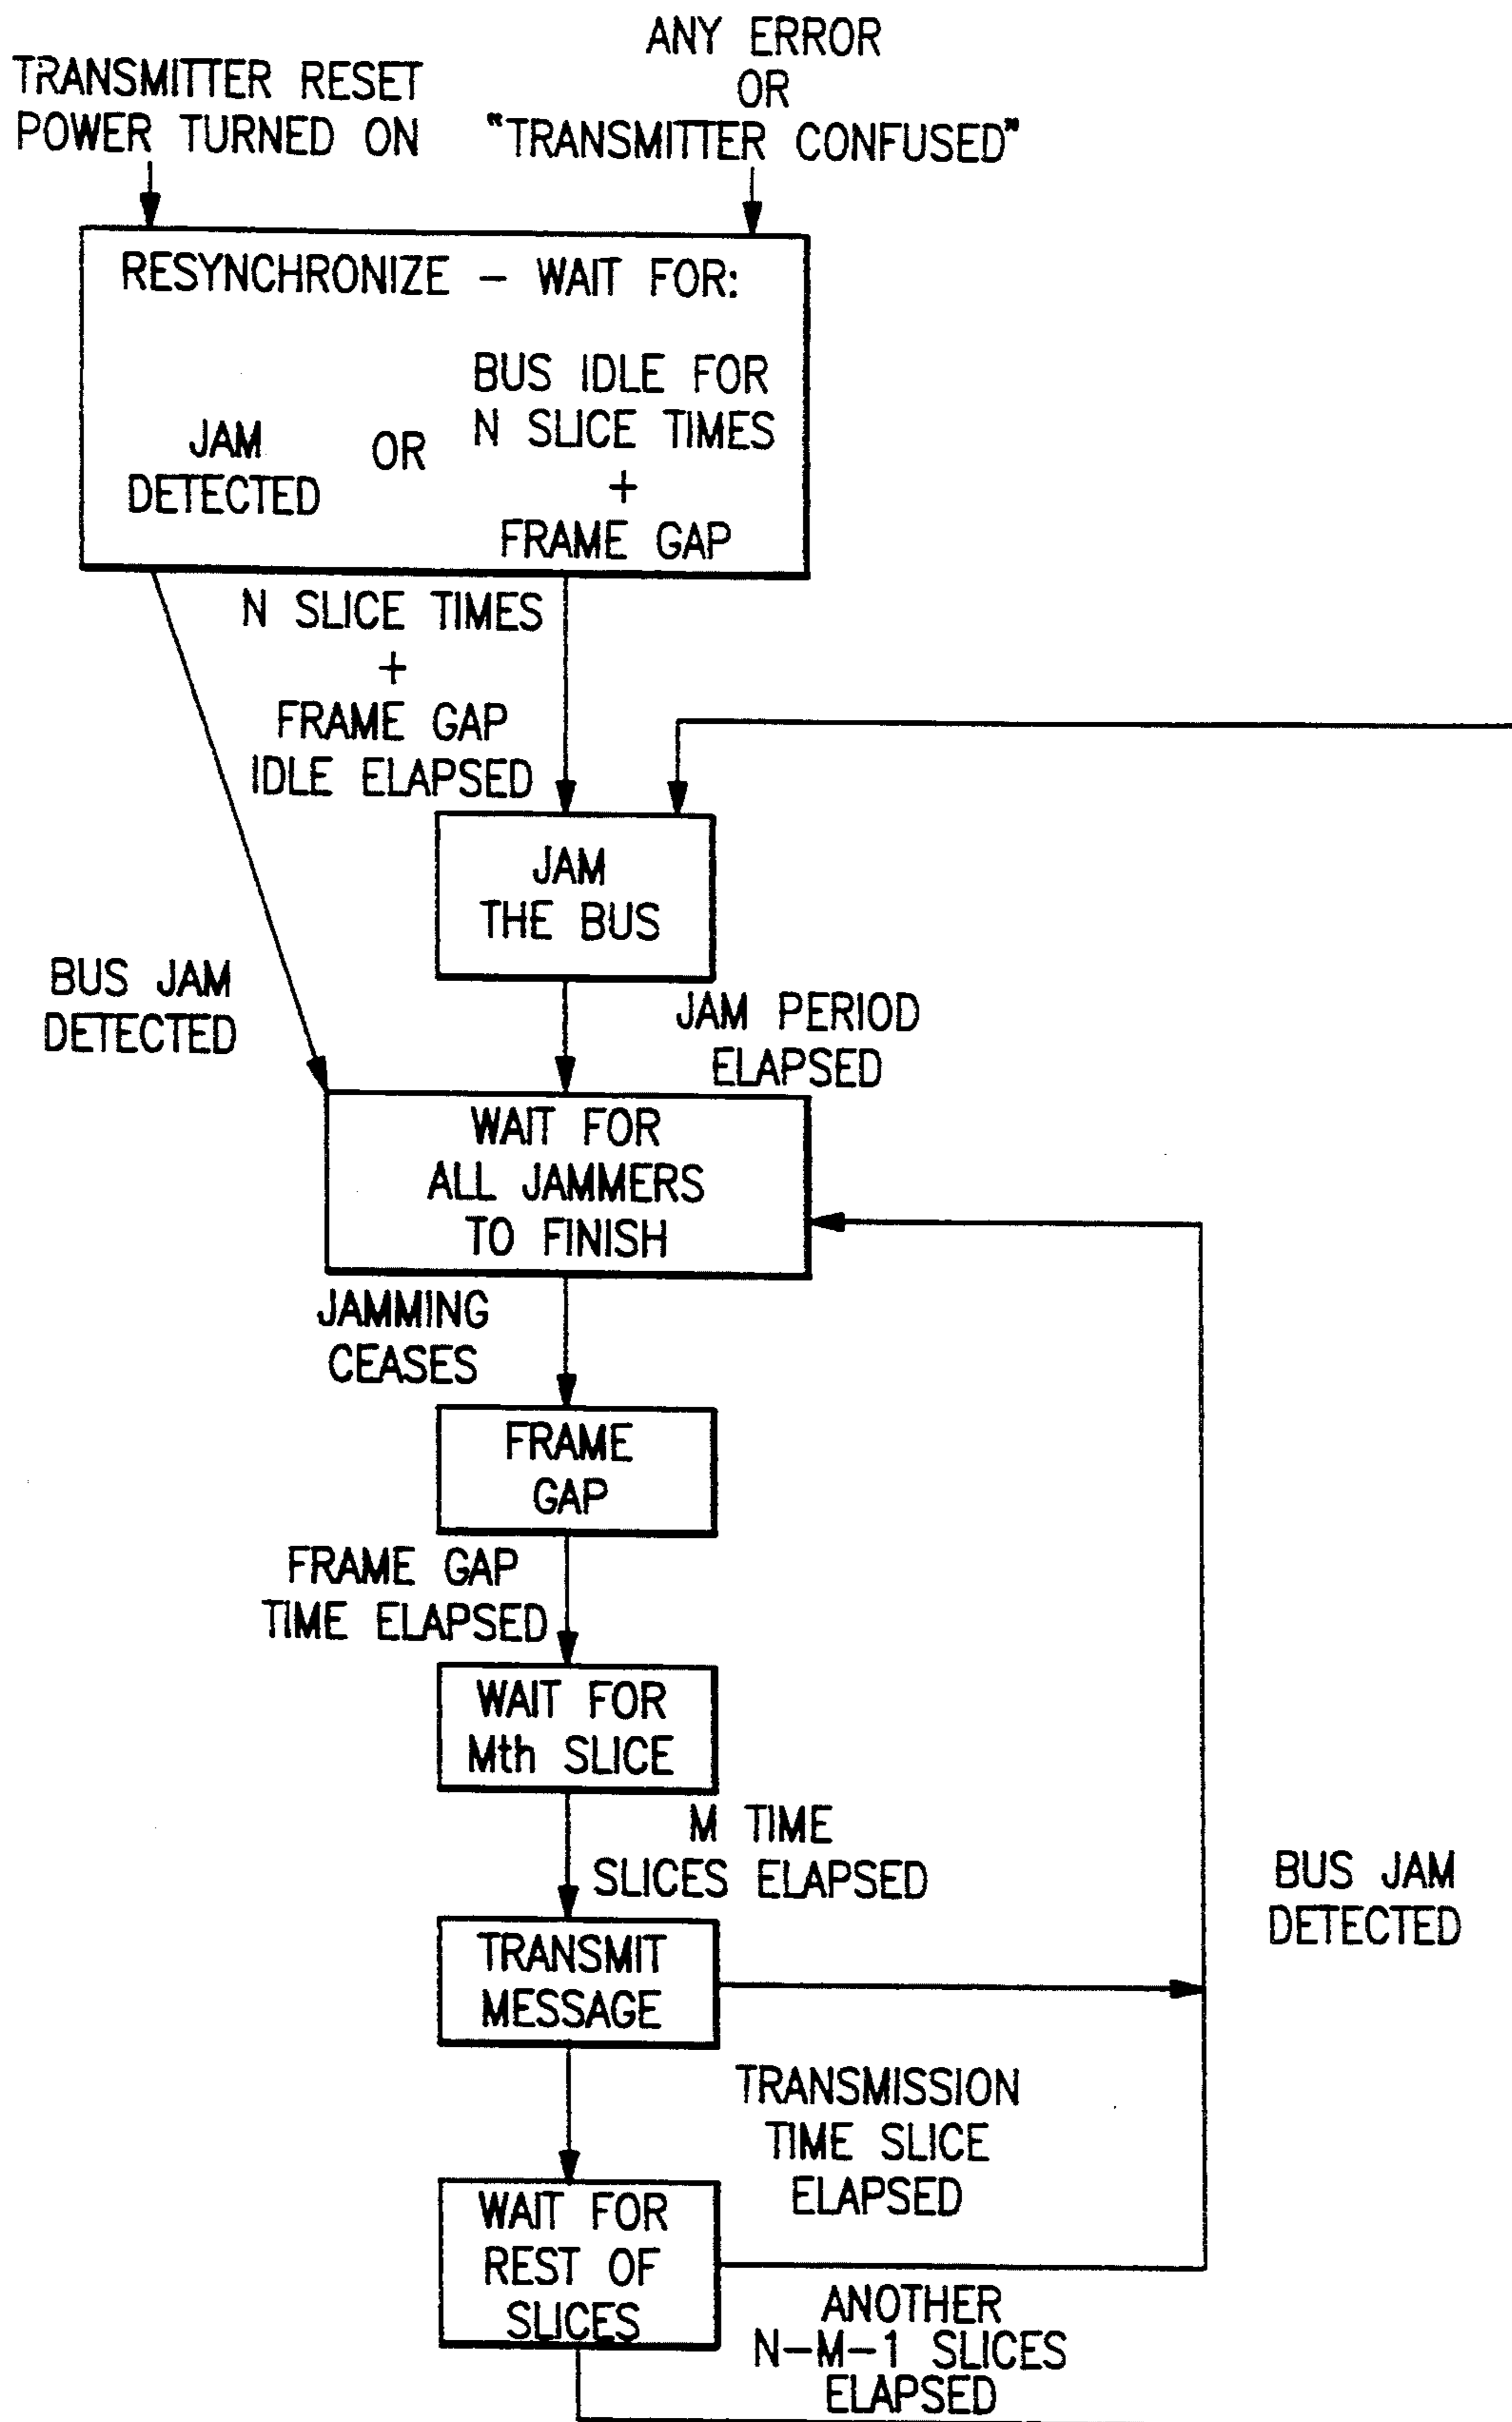 TRANSMITTER RESET
POWER TURNED ON
ANY ERROR
OR
"TRANSMITTER CONFUSED"
RESYNCHRONIZE - WAIT FOR:
JAM
DETECTED
OR
BUS IDLE FOR
N SLICE TIMES
+
FRAME GAP
N SLICE TIMES
+
FRAME GAP
IDLE ELAPSED
JAM
THE BUS
BUS JAM
DETECTED
JAM PERIOD
ELAPSED
WAIT FOR
ALL JAMMERS
TO FINISH
JAMMING
CEASES
FRAME
GAP
FRAME GAP
TIME ELAPSED
WAIT FOR
Mth SLICE
M TIME
SLICES ELAPSED
TRANSMIT
MESSAGE
BUS JAM
DETECTED
TRANSMISSION
TIME SLICE
ELAPSED
WAIT FOR
REST OF
SLICES
ANOTHER
N-M-1 SLICES
ELAPSED